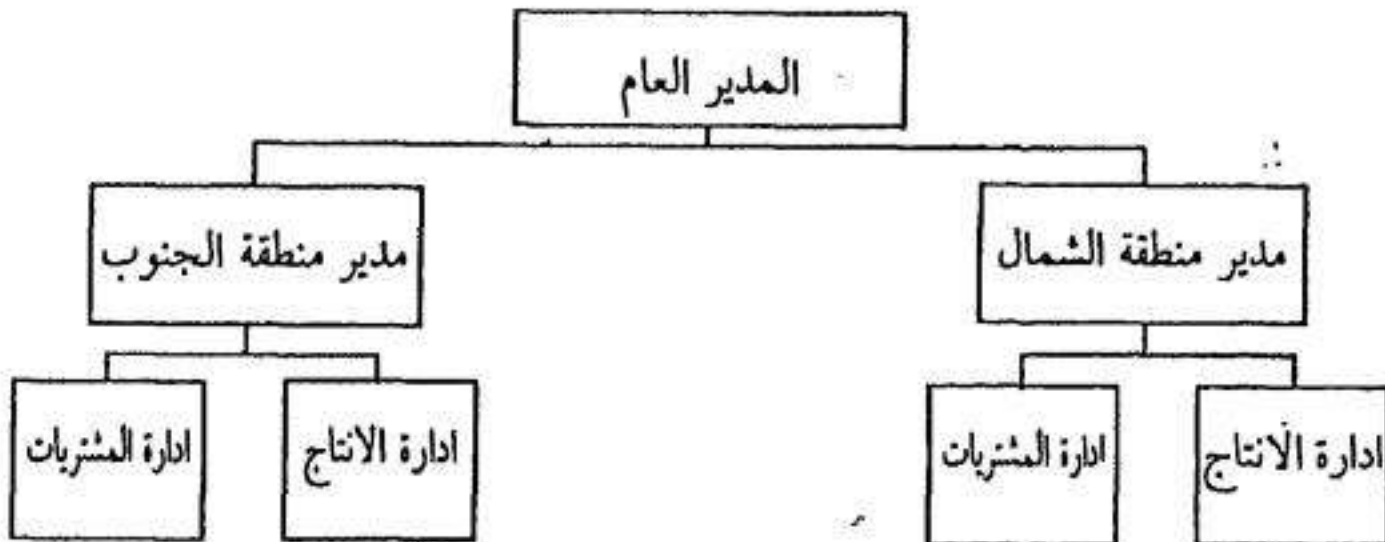 المدير العام
مدير منطقة الشمال
مدير منطقة الجنوب
ادارة الانتاج
ادارة المشتريات
ادارة الانتاج
ادارة المشتريات